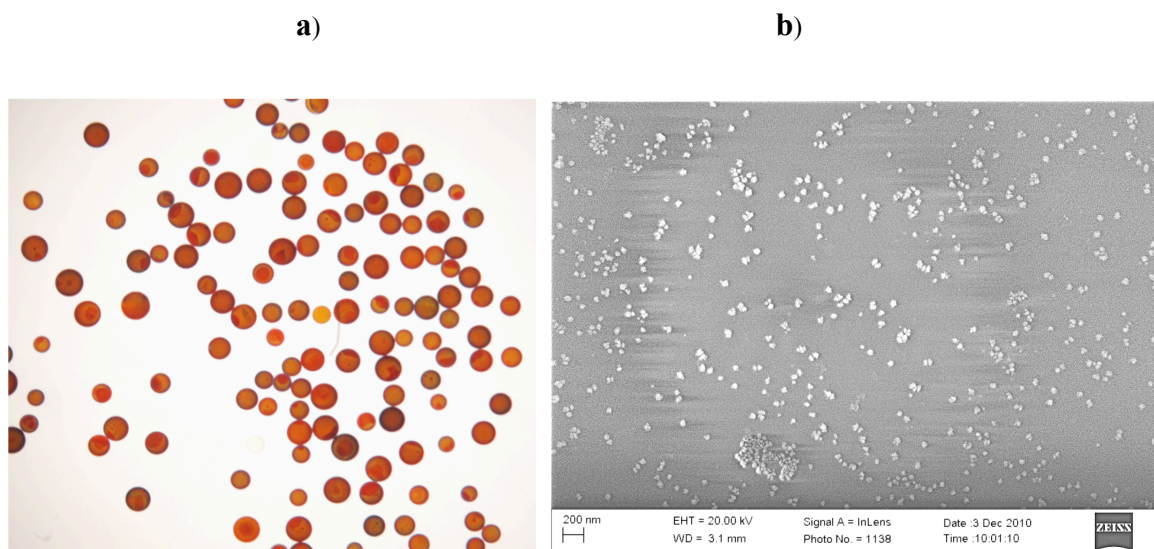 a) b)
200 nm EHT = 20.00 kV Signal A = InLens Date :3 Dec 2010 ZEISS
WD = 3.1 mm Photo No. = 1138 Time :10:01:10